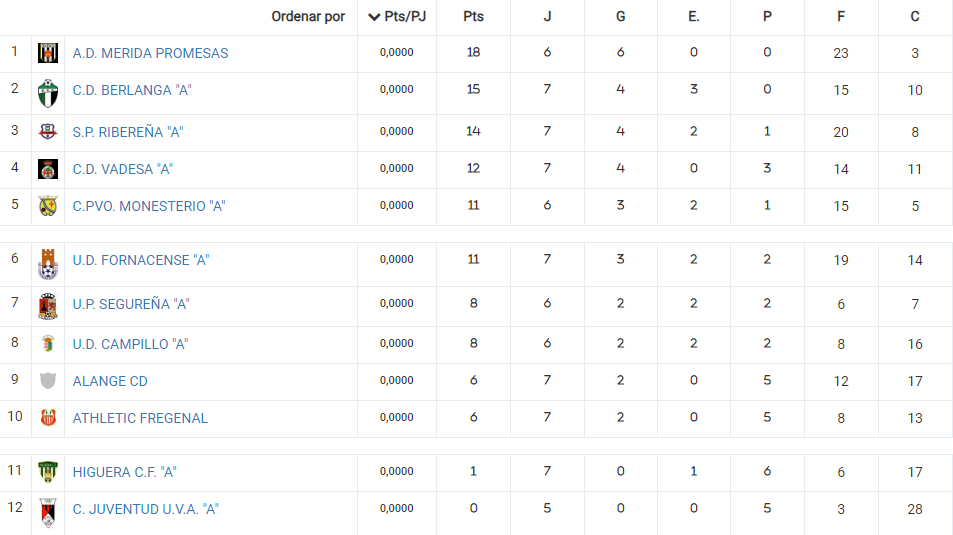 Ordenar por Pts/PJ Pts J G E. P F C
1 A.D. MERIDA PROMESAS 0,0000 18 6 6 0 0 23 3
2 C.D. BERLANGA "A" 0,0000 15 7 4 3 0 15 10
3 S.P. RIBEREÑA "A" 0,0000 14 7 4 2 1 20 8
4 C.D. VADESA "A" 0,0000 12 7 4 0 3 14 11
5 C.PVO. MONESTERIO "A" 0,0000 11 6 3 2 1 15 5
6 U.D. FORNACENSE "A" 0,0000 11 7 3 2 2 19 14
7 U.P. SEGUREÑA "A" 0,0000 8 6 2 2 2 6 7
8 U.D. CAMPILLO "A" 0,0000 8 6 2 2 2 8 16
9 ALANGE CD 0,0000 6 7 2 0 5 12 17
10 ATHLETIC FREGENAL 0,0000 6 7 2 0 5 8 13
11 HIGUERA C.F. "A" 0,0000 1 7 0 1 6 6 17
12 C. JUVENTUD U.V.A. "A" 0,0000 0 5 0 0 5 3 28